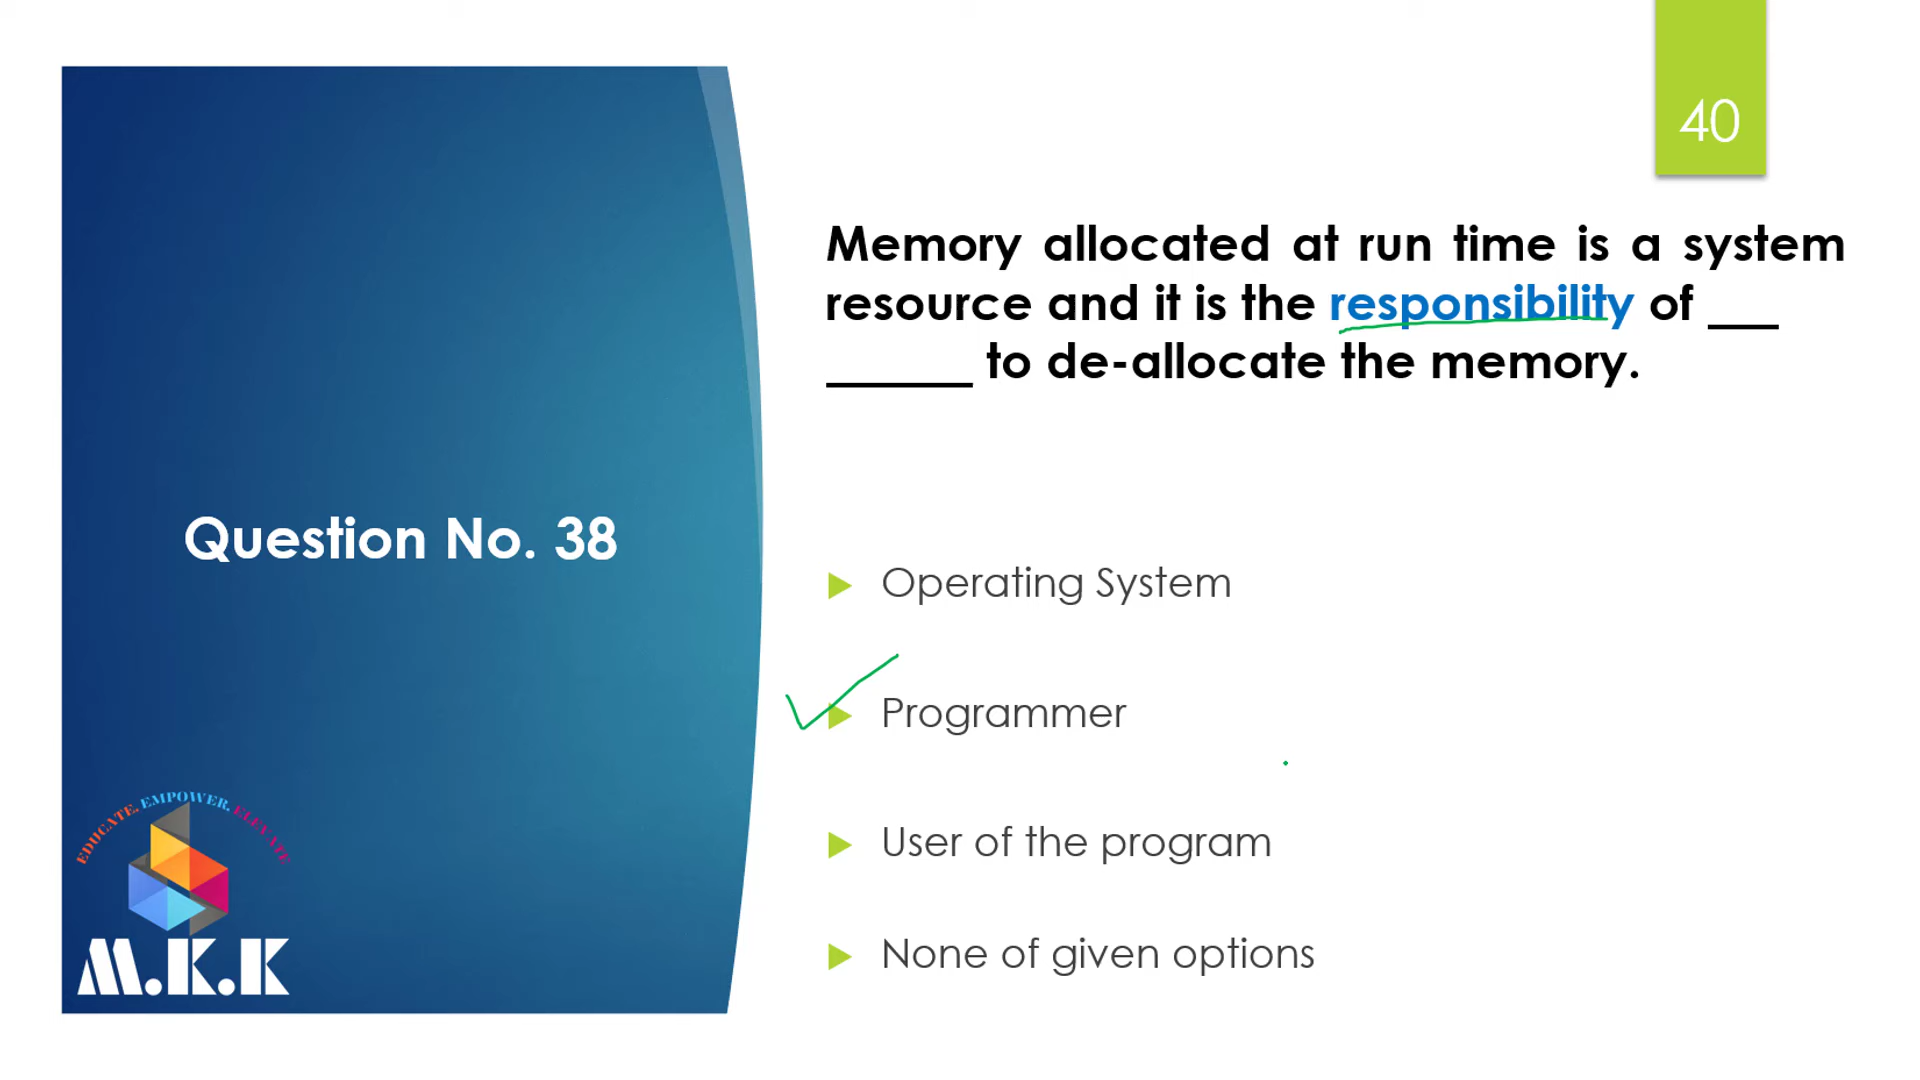 40
Memory allocated at run time is a system
resource and it is the responsibility of ___
______ to de-allocate the memory.
Question No. 38
Operating System
Programmer
User of the program
None of given options
EDUCATE. EMPOWER. ELEVATE
M.K.K